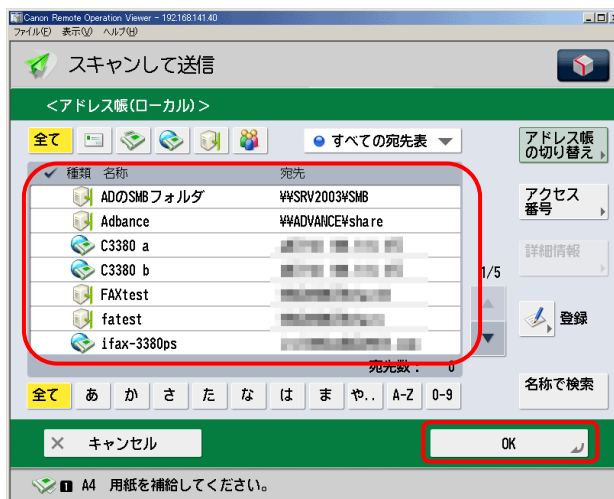 Canon Remote Operation Viewer - 192.168.141.40
ファイル(F) 表示(V) ヘルプ(H)
スキャンして送信
<アドレス帳(ローカル)>
全て すべての宛先表
アドレス帳の切り替え
種類 名称 宛先
ADのSMBフォルダ ¥¥SRV2003¥SMB
Adbance ¥¥ADVANCE¥share
アクセス番号
C3380 a
詳細情報
C3380 b
1/5
FAXtest
fatest
登録
ifax-3380ps
宛先数: 0
全て あ か さ た な は ま や.. A-Z 0-9
名称で検索
キャンセル OK
1 A4 用紙を補給してください。